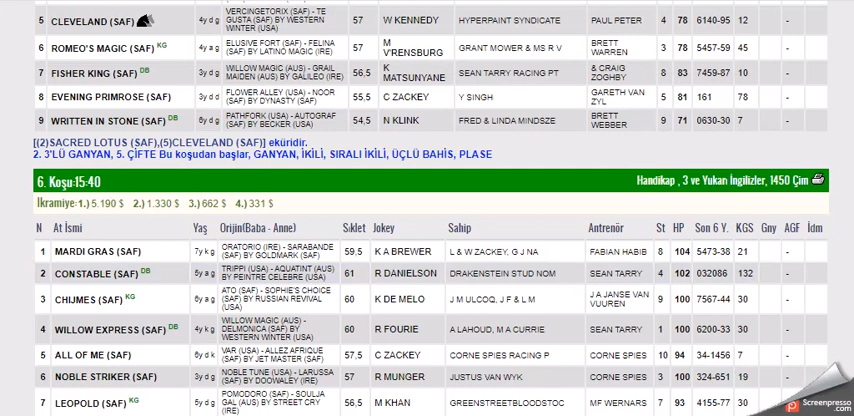 5 CLEVELAND (SAF) 4y d g VERCINGETORIX (SAF) - TE GUSTA (SAF) BY WESTERN WINTER (USA) 57 W KENNEDY HYPERPAINT SYNDICATE PAUL PETER 4 78 6140-95 12 -
6 ROMEO'S MAGIC (SAF) KG 4y a g ELUSIVE FORT (SAF) - FELINA (SAF) BY LATINO MAGIC (IRE) 57 M V'RENSBURG GRANT MOWER & MS R V BRETT WARREN 3 78 5457-59 45 -
7 FISHER KING (SAF) DB 3y d g WILLOW MAGIC (AUS) - GRAIL MAIDEN (AUS) BY GALILEO (IRE) 56,5 K MATSUNYANE SEAN TARRY RACING PT & CRAIG ZOGHBY 8 83 7459-87 10 -
8 EVENING PRIMROSE (SAF) 3y d d FLOWER ALLEY (USA) - NOOR (SAF) BY DYNASTY (SAF) 55,5 C ZACKEY Y SINGH GARETH VAN ZYL 5 81 161 78 -
9 WRITTEN IN STONE (SAF) DB 6y d g PATHFORK (USA) - AUTOGRAF (SAF) BY BECKER (USA) 54,5 N KLINK FRED & LINDA MINDSZE BRETT WEBBER 9 71 0630-30 7 -
[(2)SACRED LOTUS (SAF),(5)CLEVELAND (SAF)] eküridir.
2. 3'LÜ GANYAN, 5. ÇİFTE Bu koşudan başlar, GANYAN, İKİLİ, SIRALI İKİLİ, ÜÇLÜ BAHİS, PLASE
6. Koşu:15:40 Handikap , 3 ve Yukarı İngilizler, 1450 Çim
İkramiye:1.) 5.190 $ 2.) 1.330 $ 3.) 662 $ 4.) 331 $
N At İsmi Yaş Orijin(Baba - Anne) Sıklet Jokey Sahip Antrenör St HP Son 6 Y. KGS Gny AGF İdm
1 MARDI GRAS (SAF) 7y k g ORATORIO (IRE) - SARABANDE (SAF) BY GOLDMARK (SAF) 59,5 K A BREWER L & W ZACKEY, G J NA FABIAN HABIB 8 104 5473-38 21 -
2 CONSTABLE (SAF) DB 5y a g TRIPPI (USA) - AQUATINT (AUS) BY PEINTRE CELEBRE (USA) 61 R DANIELSON DRAKENSTEIN STUD NOM SEAN TARRY 4 102 032086 132 -
3 CHIJMES (SAF) KG 6y a g ATO (SAF) - SOPHIE'S CHOICE (SAF) BY RUSSIAN REVIVAL (USA) 60 K DE MELO J M ULCOQ, J F & L M J A JANSE VAN VUUREN 9 100 7567-44 30 -
4 WILLOW EXPRESS (SAF) DB 4y k g WILLOW MAGIC (AUS) - DELMONICA (SAF) BY WESTERN WINTER (USA) 60 R FOURIE A LAHOUD, M A CURRIE SEAN TARRY 1 100 6200-33 30 -
5 ALL OF ME (SAF) 6y d k VAR (USA) - ALLEZ AFRIQUE (SAF) BY JET MASTER (SAF) 57,5 C ZACKEY CORNE SPIES RACING P CORNE SPIES 10 94 34-1456 7 -
6 NOBLE STRIKER (SAF) 3y d g NOBLE TUNE (USA) - LARUSSA (SAF) BY DOOWALEY (IRE) 57 R MUNGER JUSTUS VAN WYK CORNE SPIES 3 100 324-651 19 -
7 LEOPOLD (SAF) KG 5y d g POMODORO (SAF) - SOULJA GAL (AUS) BY STREET CRY (IRE) 56,5 M KHAN GREENSTREETBLOODSTOC MF WERNARS 7 93 4155-77 30
Screenpresso.com